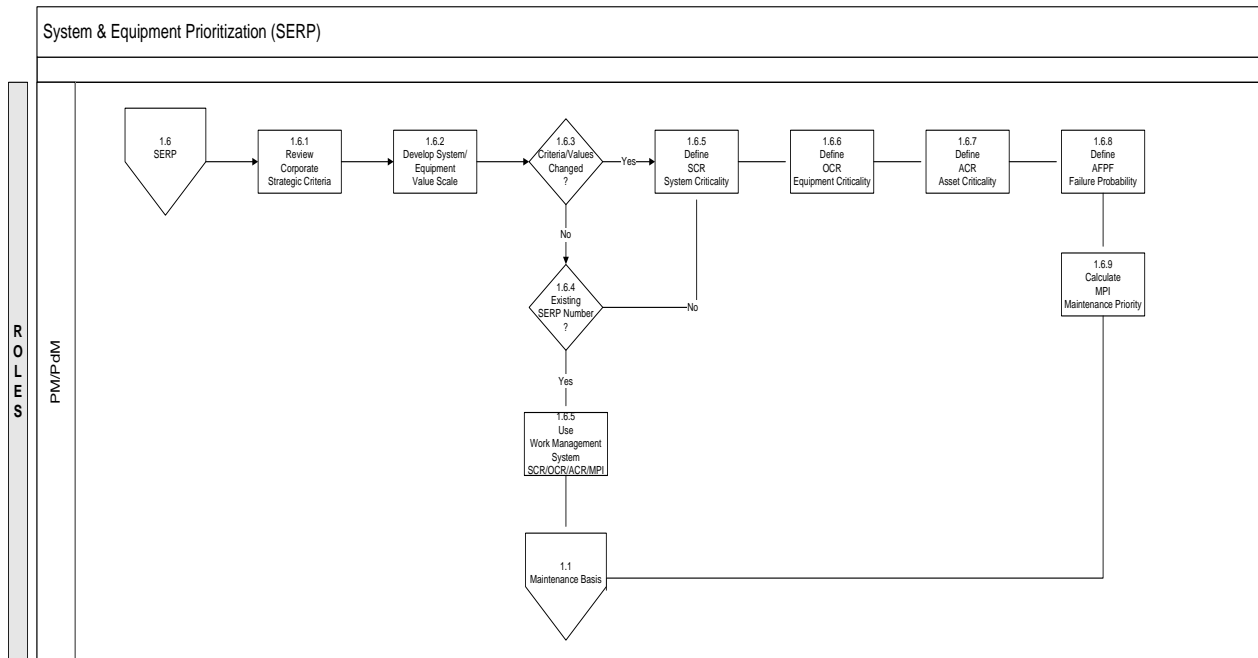 System & Equipment Prioritization (SERP)
ROLES
PM/PdM
1.6
SERP
1.6.1
Review
Corporate
Strategic Criteria
1.6.2
Develop System/
Equipment
Value Scale
1.6.3
Criteria/Values
Changed
?
Yes
1.6.5
Define
SCR
System Criticality
1.6.6
Define
OCR
Equipment Criticality
1.6.7
Define
ACR
Asset Criticality
1.6.8
Define
AFPF
Failure Probability
No
1.6.4
Existing
SERP Number
?
No
1.6.9
Calculate
MPI
Maintenance Priority
Yes
1.6.5
Use
Work Management
System
SCR/OCR/ACR/MPI
1.1
Maintenance Basis